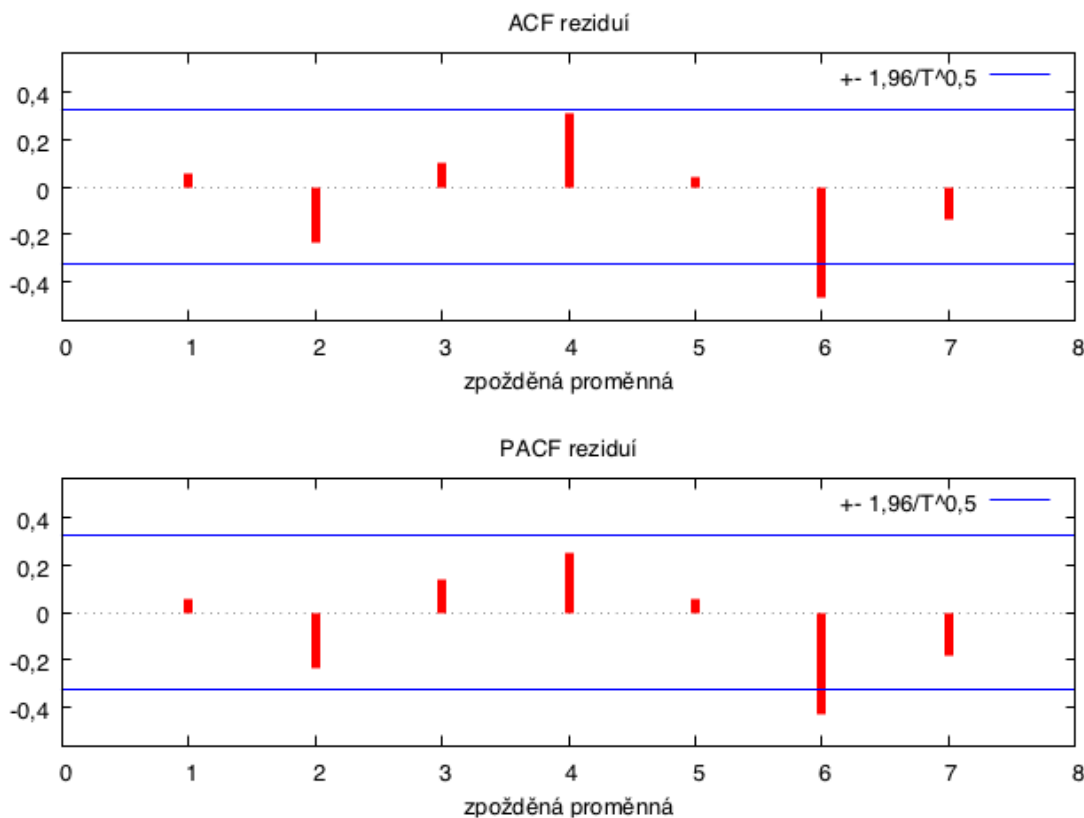 ACF reziduí
+- 1,96/T^0,5
0,4
0,2
0
-0,2
-0,4
0 1 2 3 4 5 6 7 8
zpožděná proměnná
PACF reziduí
+- 1,96/T^0,5
0,4
0,2
0
-0,2
-0,4
0 1 2 3 4 5 6 7 8
zpožděná proměnná